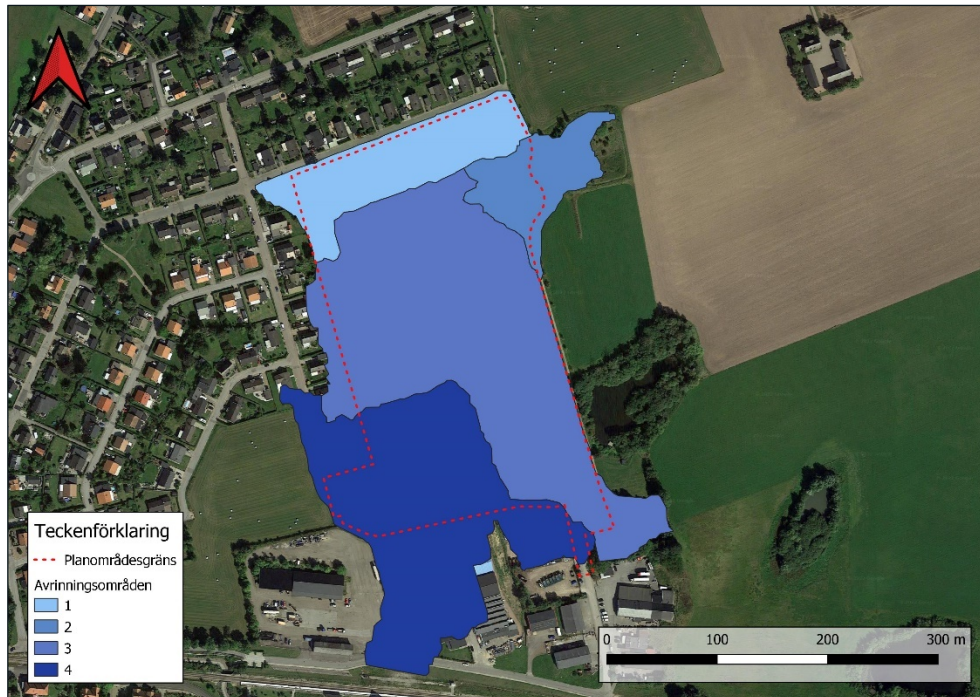 Teckenförklaring
Planområdesgräns
Avrinningsområden
1
2
3
4
0 100 200 300 m